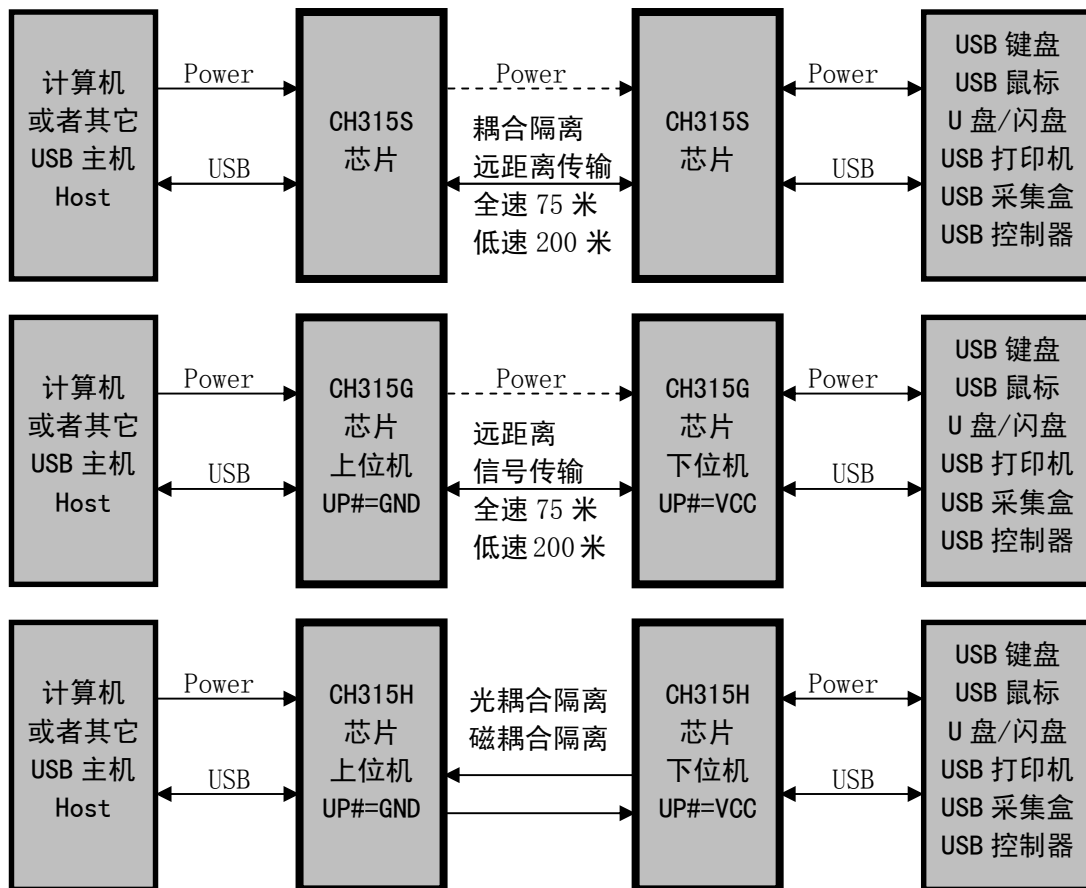 计算机
或者其它
USB 主机
Host
Power
USB
CH315S
芯片
Power
耦合隔离
远距离传输
全速 75 米
低速 200 米
CH315S
芯片
Power
USB
USB 键盘
USB 鼠标
U 盘/闪盘
USB 打印机
USB 采集盒
USB 控制器
计算机
或者其它
USB 主机
Host
Power
USB
CH315G
芯片
上位机
UP#=GND
Power
远距离
信号传输
全速 75 米
低速 200 米
CH315G
芯片
下位机
UP#=VCC
Power
USB
USB 键盘
USB 鼠标
U 盘/闪盘
USB 打印机
USB 采集盒
USB 控制器
计算机
或者其它
USB 主机
Host
Power
USB
CH315H
芯片
上位机
UP#=GND
光耦合隔离
磁耦合隔离
CH315H
芯片
下位机
UP#=VCC
Power
USB
USB 键盘
USB 鼠标
U 盘/闪盘
USB 打印机
USB 采集盒
USB 控制器